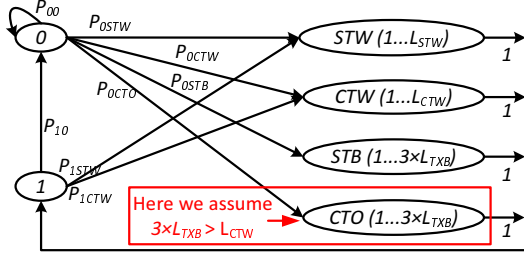 P00
0
P0STW
STW (1...LSTW)
1
P0CTW
P0STB
CTW (1...LCTW)
1
P0CTO
P10
STB (1...3×LTXB)
1
P1STW
1
P1CTW
Here we assume
3×LTXB> LCTW
CTO (1...3×LTXB)
1